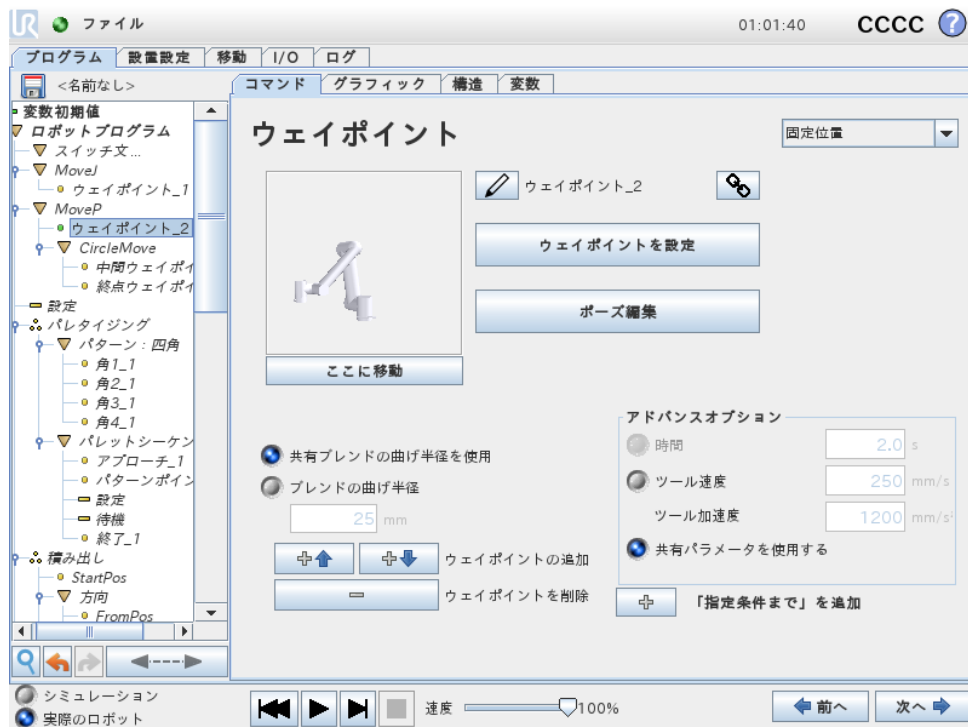 UR ファイル 01:01:40 CCCC ?
プログラム 設置設定 移動 I/O ログ
<名前なし>
変数初期値
ロボットプログラム
スイッチ文...
MoveJ
ウェイポイント_1
MoveP
ウェイポイント_2
CircleMove
中間ウェイポイ
終点ウェイポイ
設定
パレタイジング
パターン:四角
角1_1
角2_1
角3_1
角4_1
パレットシーケン
アプローチ_1
パターンポイン
設定
待機
終了_1
積み出し
StartPos
方向
FromPos
コマンド グラフィック 構造 変数
ウェイポイント
固定位置
ウェイポイント_2
ウェイポイントを設定
ポーズ編集
ここに移動
共有ブレンドの曲げ半径を使用
ブレンドの曲げ半径
25 mm
ウェイポイントの追加
ウェイポイントを削除
アドバンスオプション
時間 2.0 s
ツール速度 250 mm/s
ツール加速度 1200 mm/s²
共有パラメータを使用する
「指定条件まで」を追加
シミュレーション
実際のロボット
速度 100%
前へ 次へ